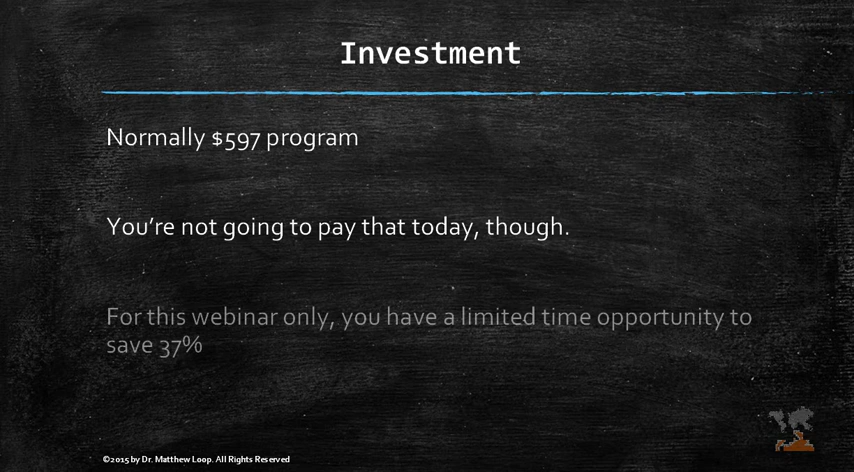 Investment
Normally $597 program
You’re not going to pay that today, though.
For this webinar only, you have a limited time opportunity to
save 37%
©2015 by Dr. Matthew Loop. All Rights Reserved